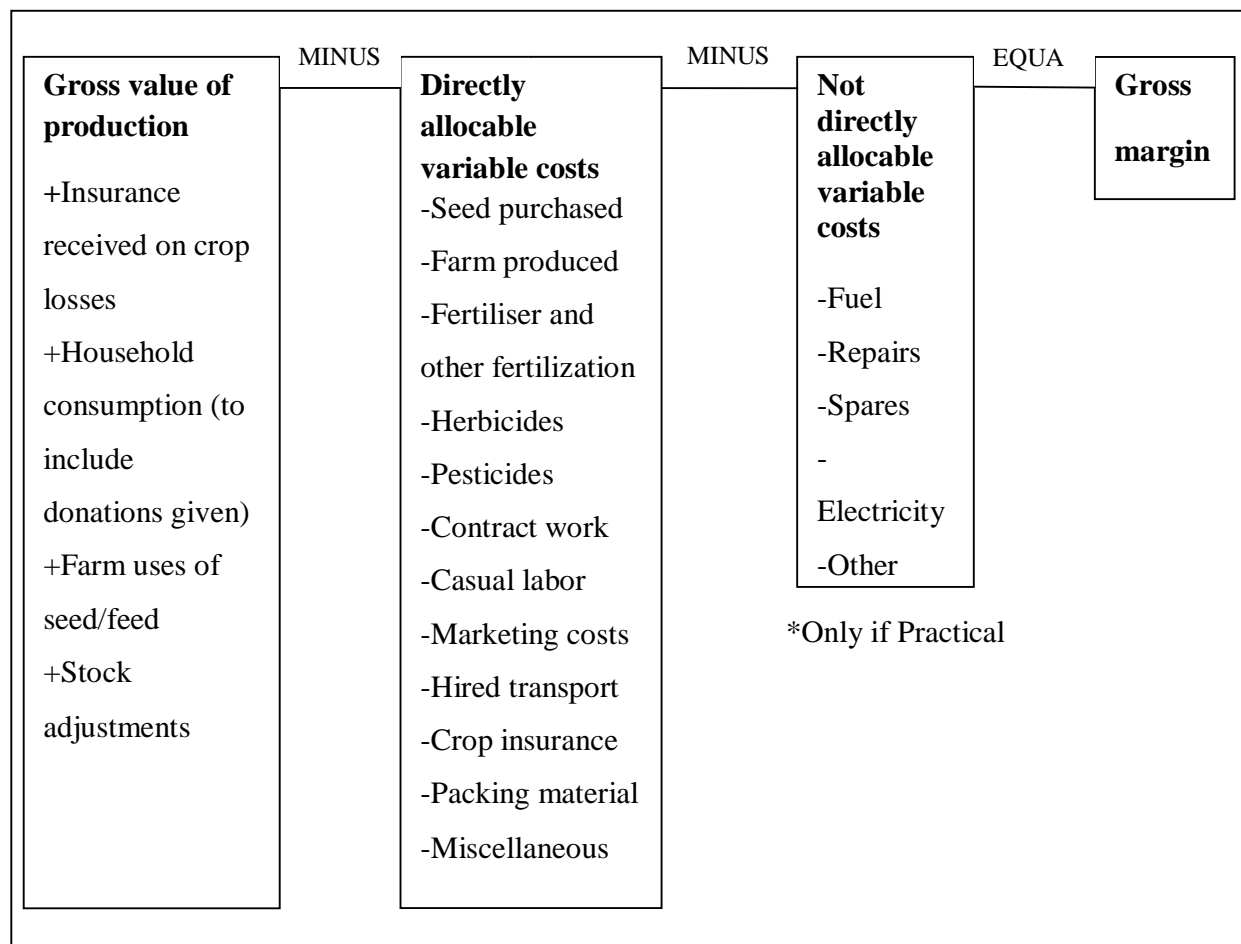 MINUS
MINUS
EQUA
Gross value of
production
+Insurance
received on crop
losses
+Household
consumption (to
include
donations given)
+Farm uses of
seed/feed
+Stock
adjustments
Directly
allocable
variable costs
-Seed purchased
-Farm produced
-Fertiliser and
other fertilization
-Herbicides
-Pesticides
-Contract work
-Casual labor
-Marketing costs
-Hired transport
-Crop insurance
-Packing material
-Miscellaneous
Not
directly
allocable
variable
costs
-Fuel
-Repairs
-Spares
-
Electricity
-Other
*Only if Practical
Gross
margin